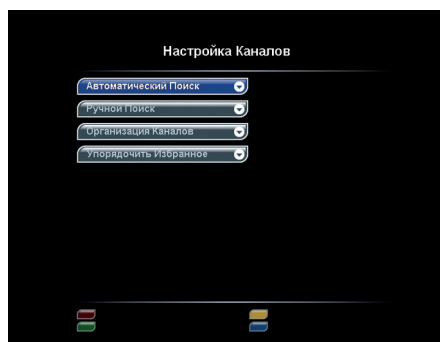 Настройка Каналов
Автоматический Поиск
Ручной Поиск
Организация Каналов
Упорядочить Избранное